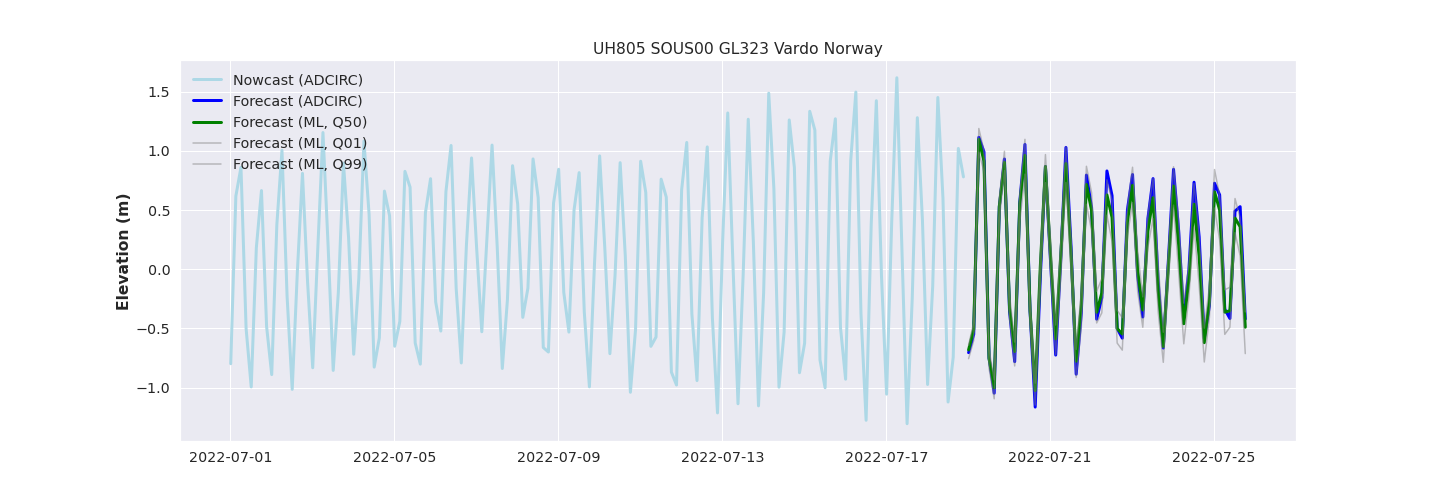 UH805 SOUS00 GL323 Vardo Norway
Nowcast (ADCIRC)
Forecast (ADCIRC)
Forecast (ML, Q50)
Forecast (ML, Q01)
Forecast (ML, Q99)
Elevation (m)
1.5
1.0
0.5
0.0
−0.5
−1.0
2022-07-01 2022-07-05 2022-07-09 2022-07-13 2022-07-17 2022-07-21 2022-07-25